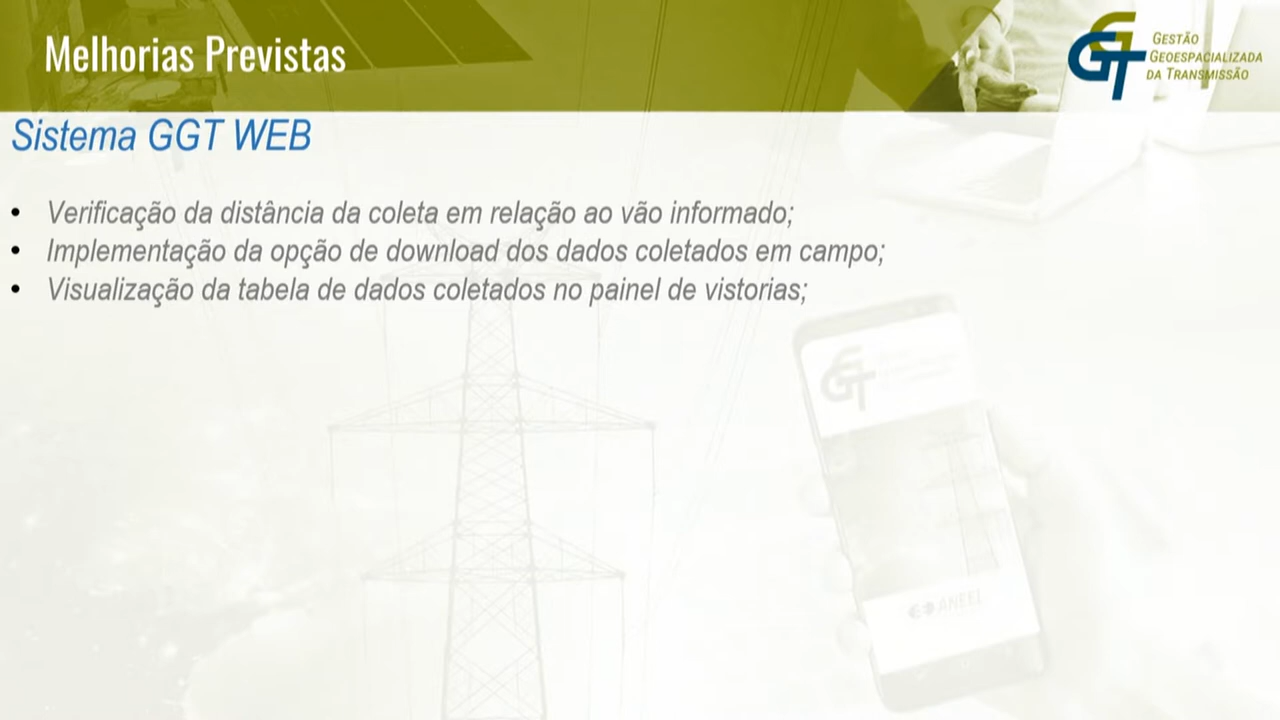 Melhorias Previstas
GGT
GESTÃO
GEOESPACIALIZADA
DA TRANSMISSÃO
Sistema GGT WEB
• Verificação da distância da coleta em relação ao vão informado;
• Implementação da opção de download dos dados coletados em campo;
• Visualização da tabela de dados coletados no painel de vistorias;
GGT
ANEEL